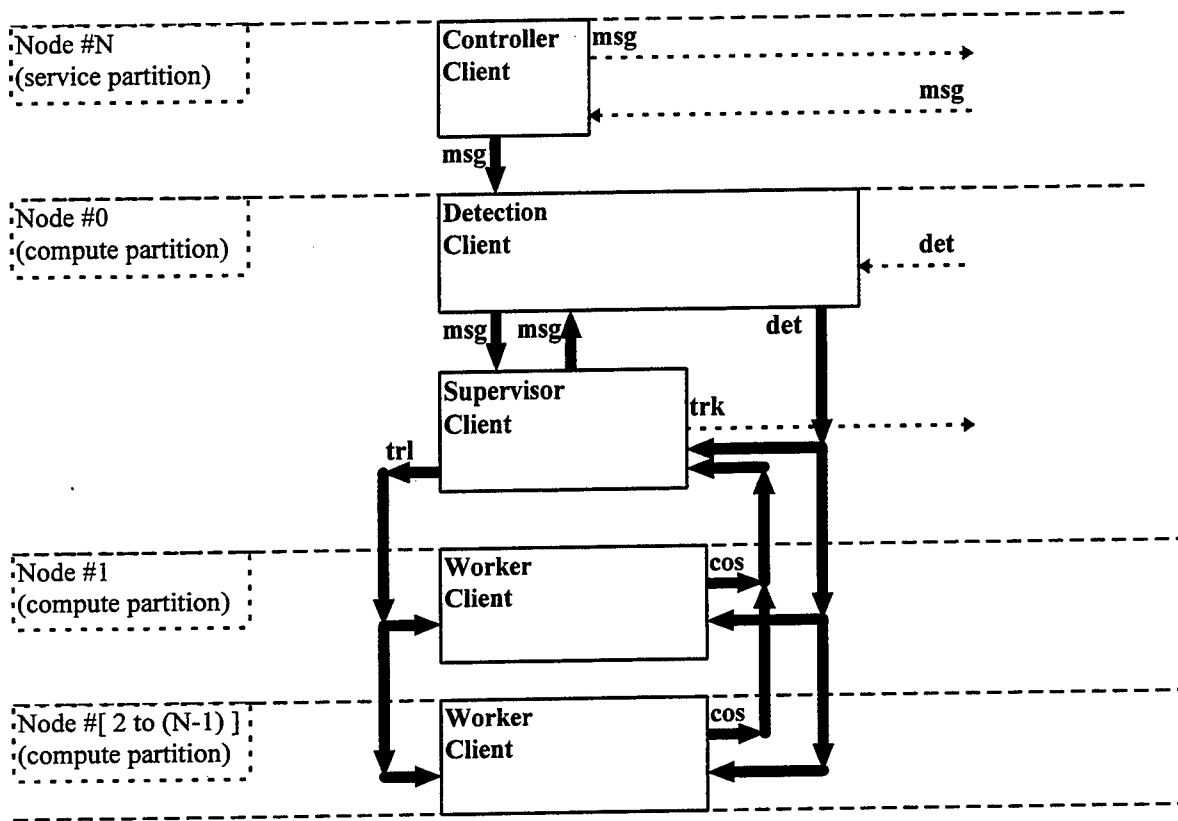 Node #N
(service partition)
Controller
Client
msg
msg
msg
Node #0
(compute partition)
Detection
Client
det
msg
msg
det
Supervisor
Client
trk
trl
Node #1
(compute partition)
Worker
Client
cos
Node #[ 2 to (N-1) ]
(compute partition)
Worker
Client
cos